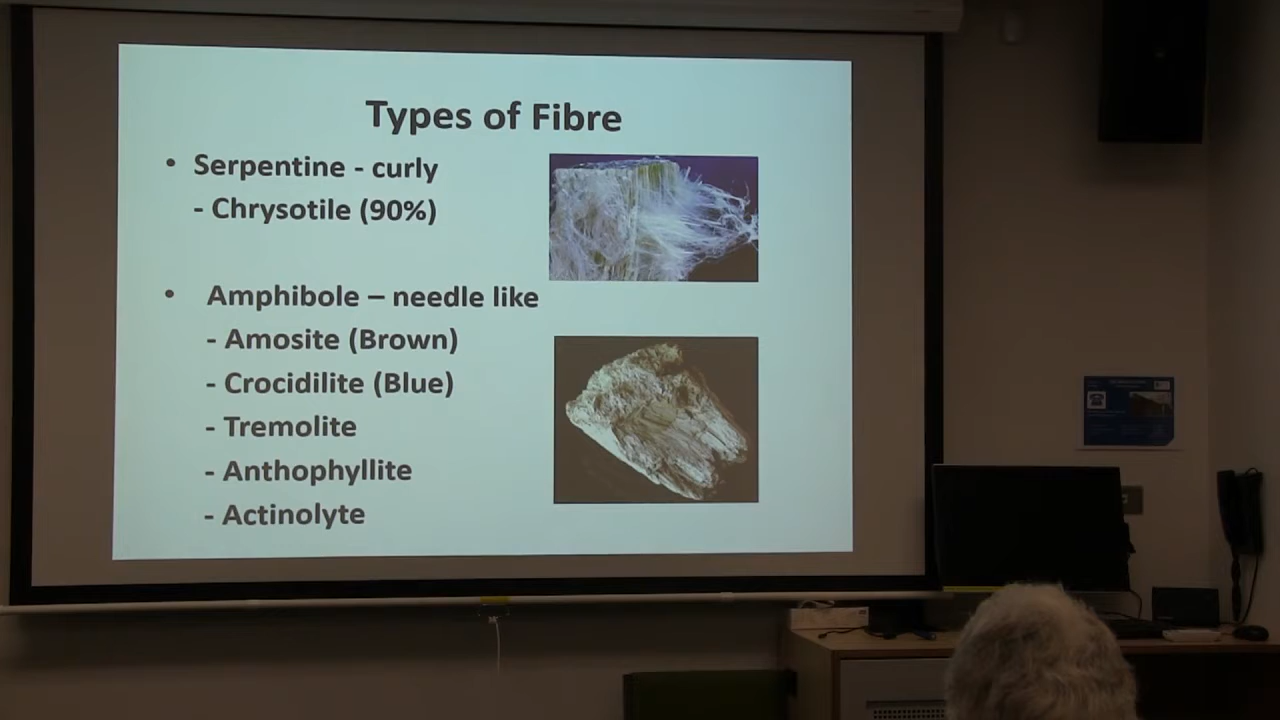 Types of Fibre
• Serpentine - curly
- Chrysotile (90%)
• Amphibole – needle like
- Amosite (Brown)
- Crocidilite (Blue)
- Tremolite
- Anthophyllite
- Actinolyte